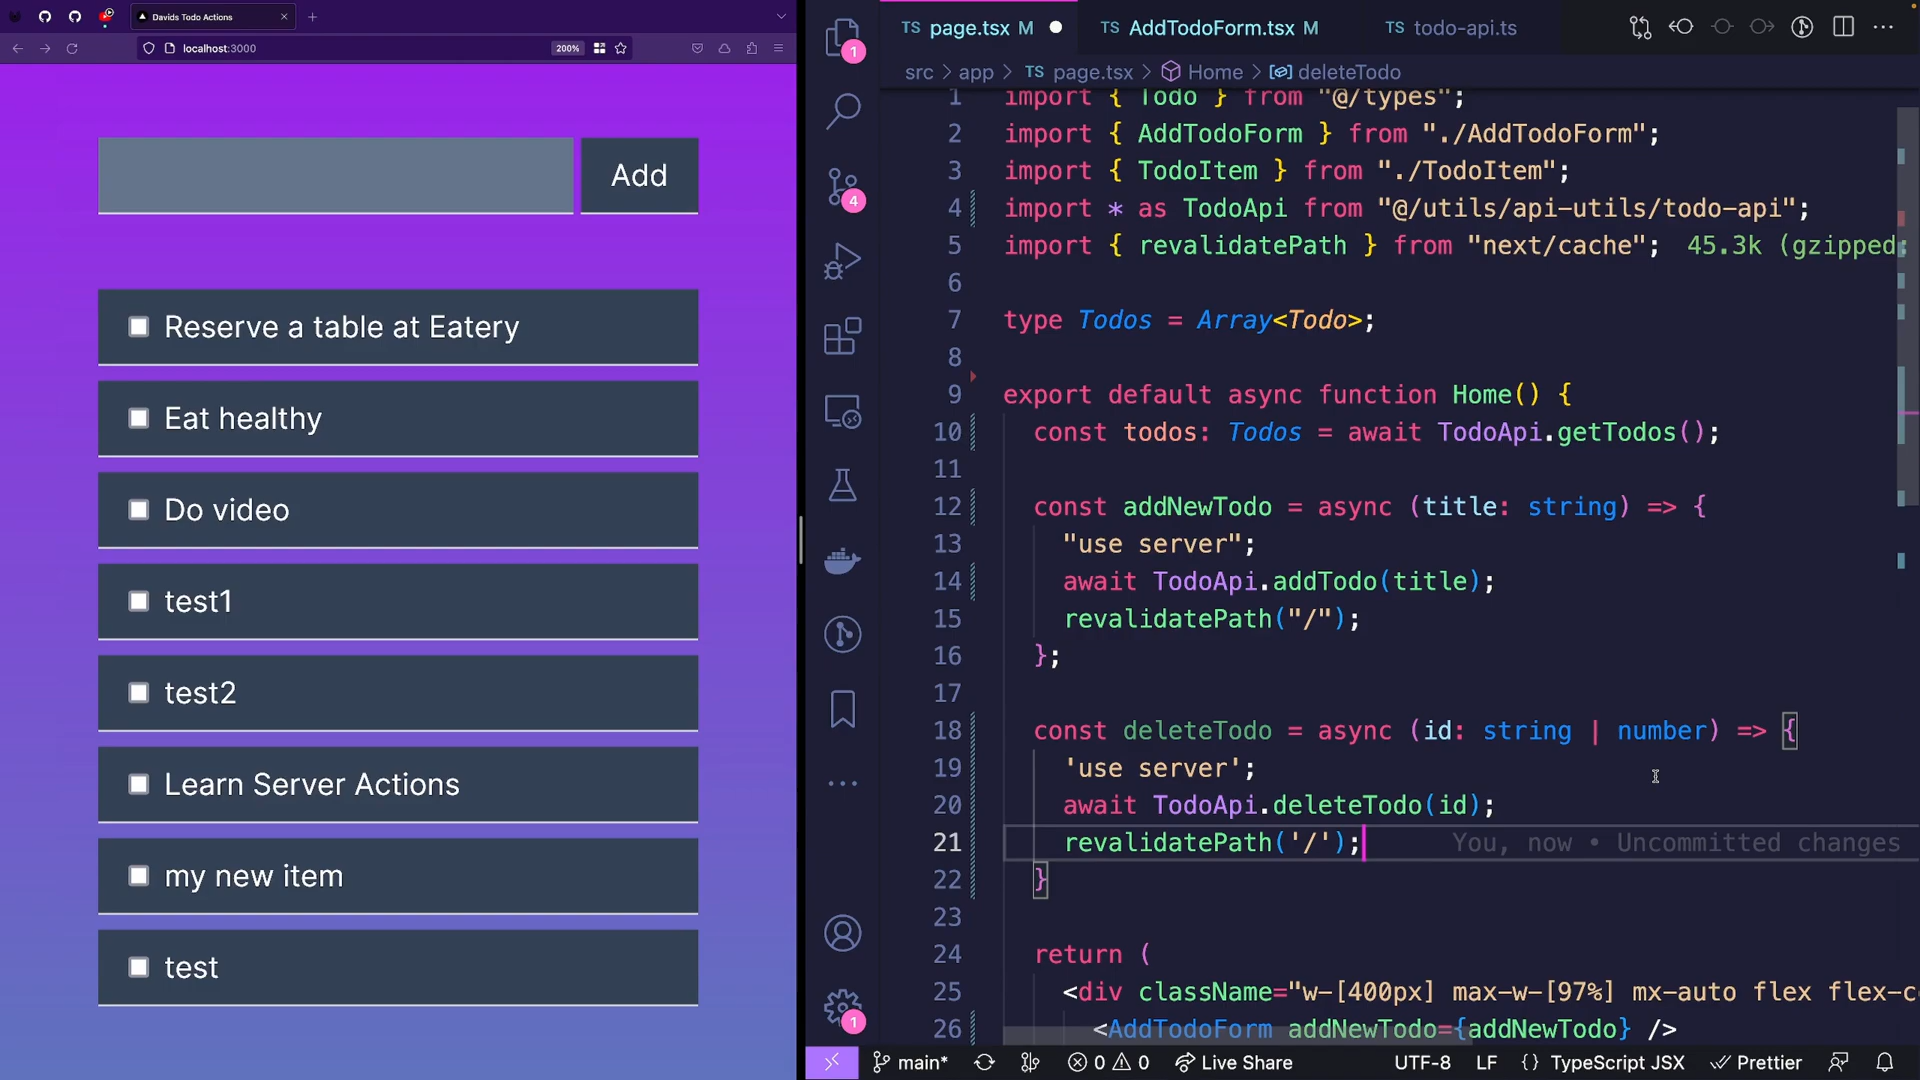 Davids Todo Actions
localhost:3000
200%
Add
Reserve a table at Eatery
Eat healthy
Do video
test1
test2
Learn Server Actions
my new item
test
1
4
1
TS page.tsx M
TS AddTodoForm.tsx M
TS todo-api.ts
src > app > TS page.tsx > Home > deleteTodo
1 import { Todo } from "@/types";
2 import { AddTodoForm } from "./AddTodoForm";
3 import { TodoItem } from "./TodoItem";
4 import * as TodoApi from "@/utils/api-utils/todo-api";
5 import { revalidatePath } from "next/cache"; 45.3k (gzipped:
6
7 type Todos = Array<Todo>;
8
9 export default async function Home() {
10 const todos: Todos = await TodoApi.getTodos();
11
12 const addNewTodo = async (title: string) => {
13 "use server";
14 await TodoApi.addTodo(title);
15 revalidatePath("/");
16 };
17
18 const deleteTodo = async (id: string | number) => {
19 'use server';
20 await TodoApi.deleteTodo(id);
21 revalidatePath('/'); You, now • Uncommitted changes
22 }
23
24 return (
25 <div className="w-[400px] max-w-[97%] mx-auto flex flex-c
26 <AddTodoForm addNewTodo={addNewTodo} />
main* 0 0 Live Share UTF-8 LF {} TypeScript JSX Prettier